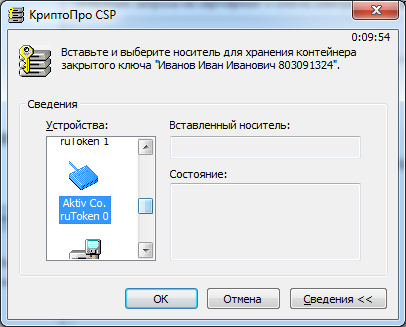 КриптоПро CSP
0:09:54
Вставьте и выберите носитель для хранения контейнера
закрытого ключа "Иванов Иван Иванович 803091324".
Сведения
Устройства:
ruToken 1
Aktiv Co.
ruToken 0
Вставленный носитель:
Состояние:
OK
Отмена
Сведения <<